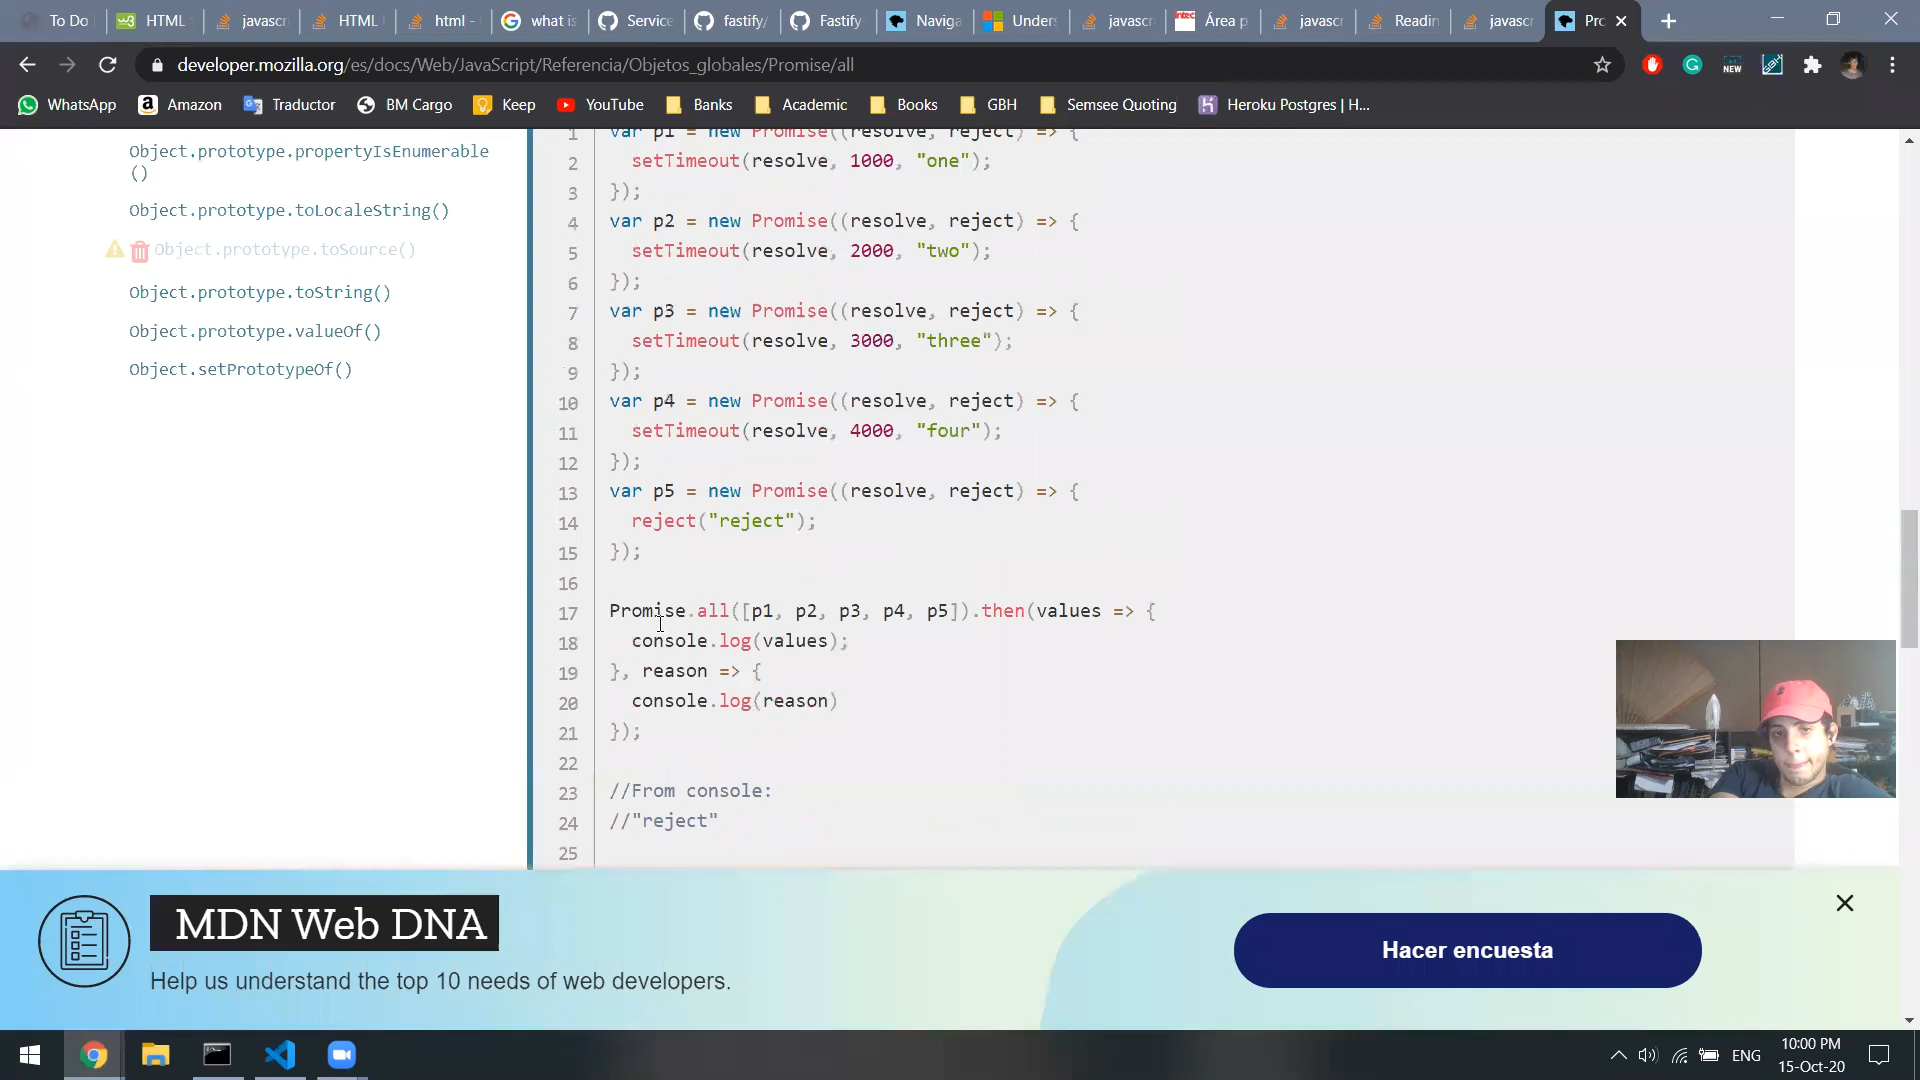 To Do
HTML
javascr
HTML
html -
what is
Service
fastify/
Fastify
Naviga
Unders
javascr
Área p
javascr
Readin
javascr
Pro
developer.mozilla.org/es/docs/Web/JavaScript/Referencia/Objetos_globales/Promise/all
NEW
WhatsApp
Amazon
Traductor
BM Cargo
Keep
YouTube
Banks
Academic
Books
GBH
Semsee Quoting
Heroku Postgres | H...
Object.prototype.propertyIsEnumerable
()
Object.prototype.toLocaleString()
Object.prototype.toSource()
Object.prototype.toString()
Object.prototype.valueOf()
Object.setPrototypeOf()
1 var p1 = new Promise((resolve, reject) => {
2 setTimeout(resolve, 1000, "one");
3 });
4 var p2 = new Promise((resolve, reject) => {
5 setTimeout(resolve, 2000, "two");
6 });
7 var p3 = new Promise((resolve, reject) => {
8 setTimeout(resolve, 3000, "three");
9 });
10 var p4 = new Promise((resolve, reject) => {
11 setTimeout(resolve, 4000, "four");
12 });
13 var p5 = new Promise((resolve, reject) => {
14 reject("reject");
15 });
16
17 Promise.all([p1, p2, p3, p4, p5]).then(values => {
18 console.log(values);
19 }, reason => {
20 console.log(reason)
21 });
22
23 //From console:
24 //"reject"
25
MDN Web DNA
Help us understand the top 10 needs of web developers.
Hacer encuesta
ENG
10:00 PM
15-Oct-20